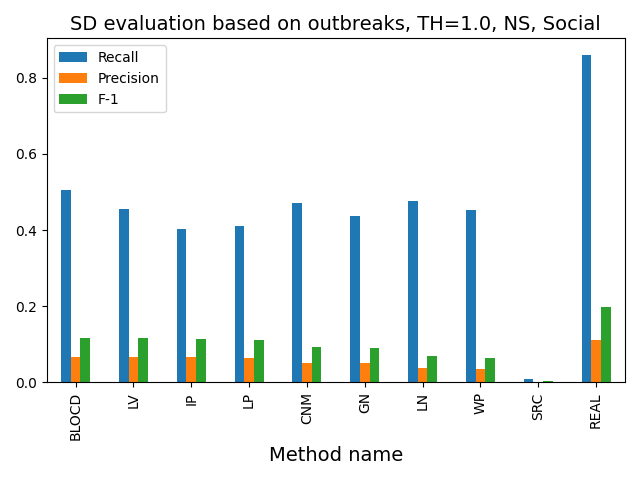 SD evaluation based on outbreaks, TH=1.0, NS, Social
Recall
Precision
F-1
0.8
0.6
0.4
0.2
0.0
BLOCD
LV
IP
LP
CNM
GN
LN
WP
SRC
REAL
Method name